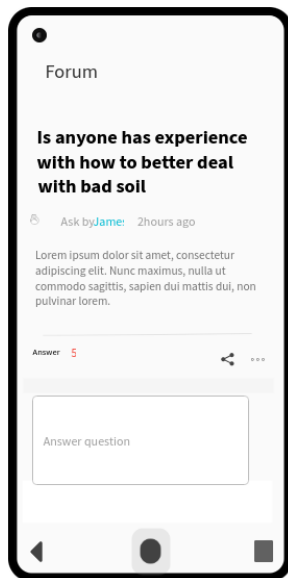 Forum
Is anyone has experience
with how to better deal
with bad soil
Ask byJames 2hours ago
Lorem ipsum dolor sit amet, consectetur
adipiscing elit. Nunc maximus, nulla ut
commodo sagittis, sapien dui mattis dui, non
pulvinar lorem.
Answer 5
Answer question